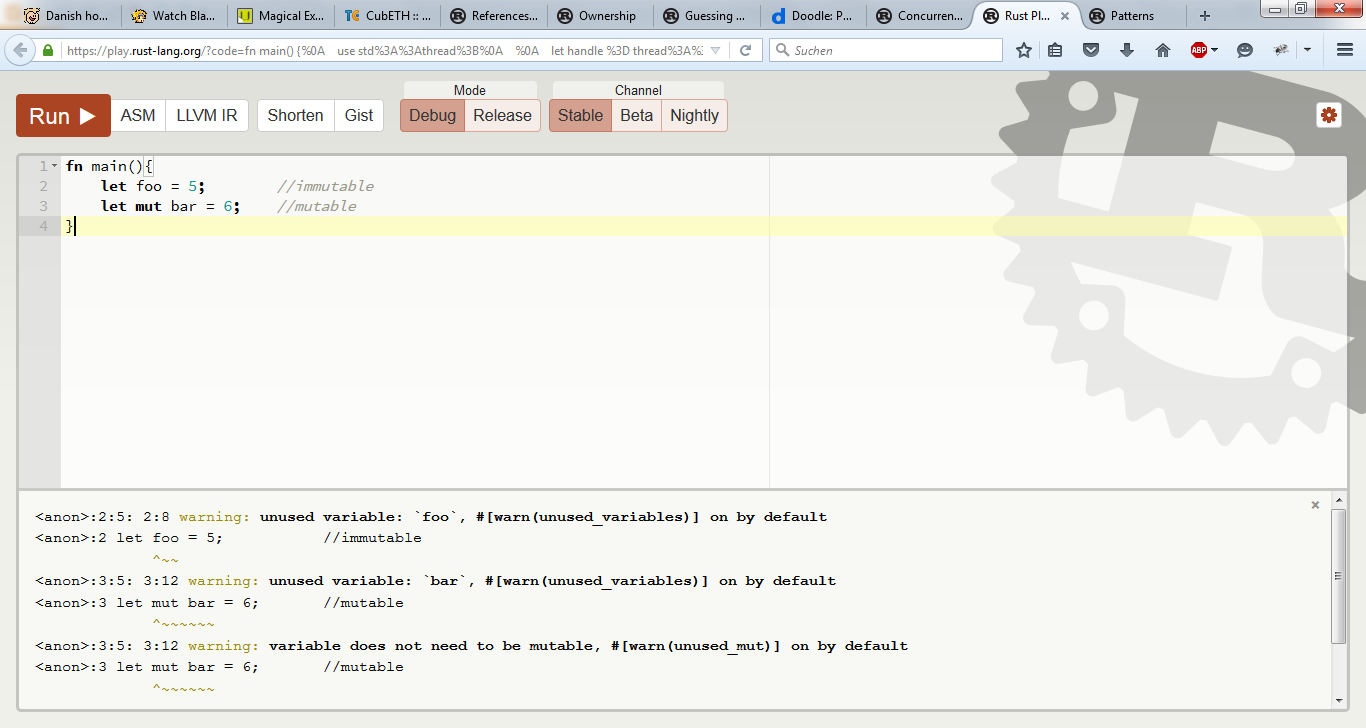 Danish ho... Watch Bla... Magical Ex... CubETH :: ... References... Ownership Guessing ... Doodle: P... Concurren... Rust Pl... Patterns
https://play.rust-lang.org/?code=fn main() {%0A    use std%3A%3Athread%3B%0A    %0A    let handle %3D thread%3A%: Suchen ABP
Mode Channel
Run ASM LLVM IR Shorten Gist Debug Release Stable Beta Nightly
1 fn main(){
2     let foo = 5;        //immutable
3     let mut bar = 6;    //mutable
4 }
<anon>:2:5: 2:8 warning: unused variable: `foo`, #[warn(unused_variables)] on by default
<anon>:2 let foo = 5;           //immutable
             ^~~
<anon>:3:5: 3:12 warning: unused variable: `bar`, #[warn(unused_variables)] on by default
<anon>:3 let mut bar = 6;       //mutable
             ^~~~~~~
<anon>:3:5: 3:12 warning: variable does not need to be mutable, #[warn(unused_mut)] on by default
<anon>:3 let mut bar = 6;       //mutable
             ^~~~~~~